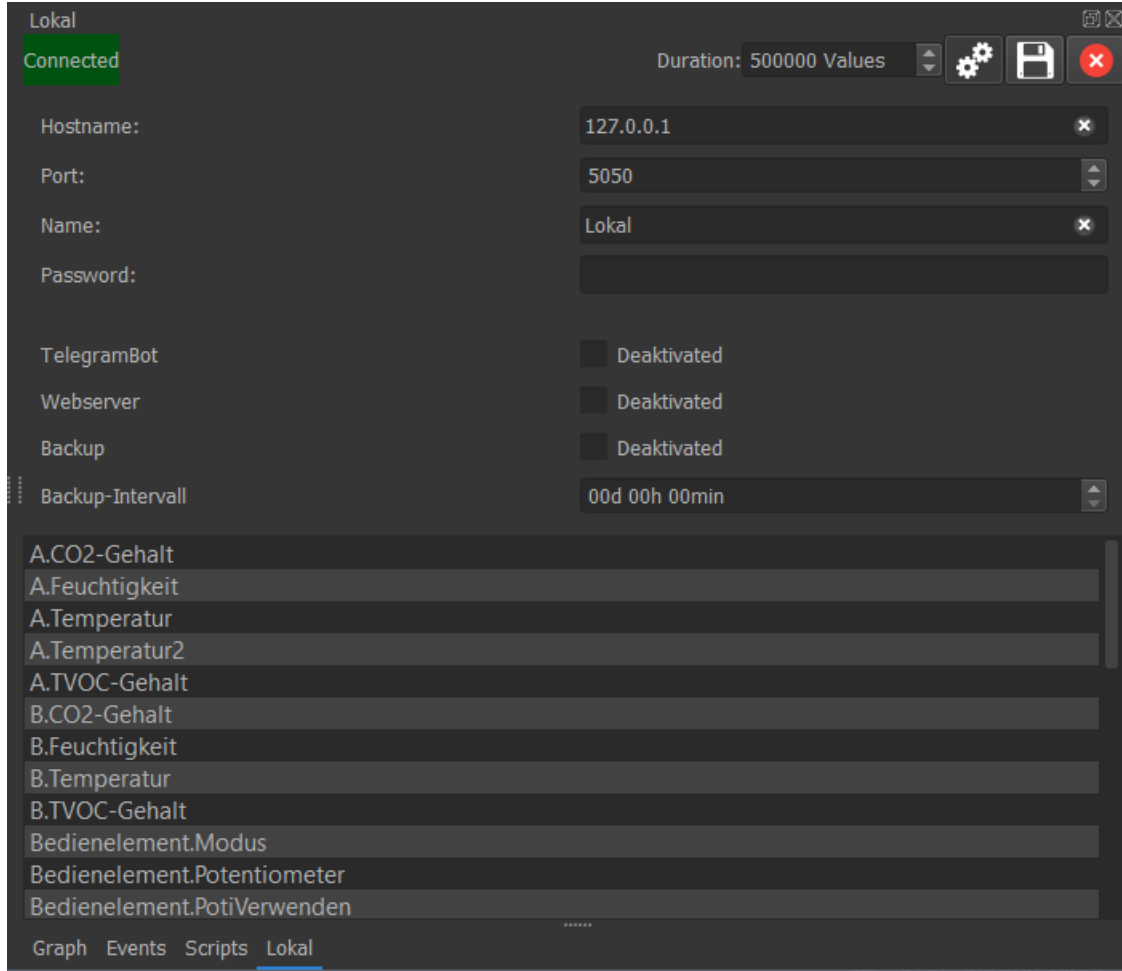 Lokal
Connected Duration: 500000 Values
Hostname: 127.0.0.1
Port: 5050
Name: Lokal
Password:
TelegramBot Deaktivated
Webserver Deaktivated
Backup Deaktivated
Backup-Intervall 00d 00h 00min
A.CO2-Gehalt
A.Feuchtigkeit
A.Temperatur
A.Temperatur2
A.TVOC-Gehalt
B.CO2-Gehalt
B.Feuchtigkeit
B.Temperatur
B.TVOC-Gehalt
Bedienelement.Modus
Bedienelement.Potentiometer
Bedienelement.PotiVerwenden
Graph Events Scripts Lokal